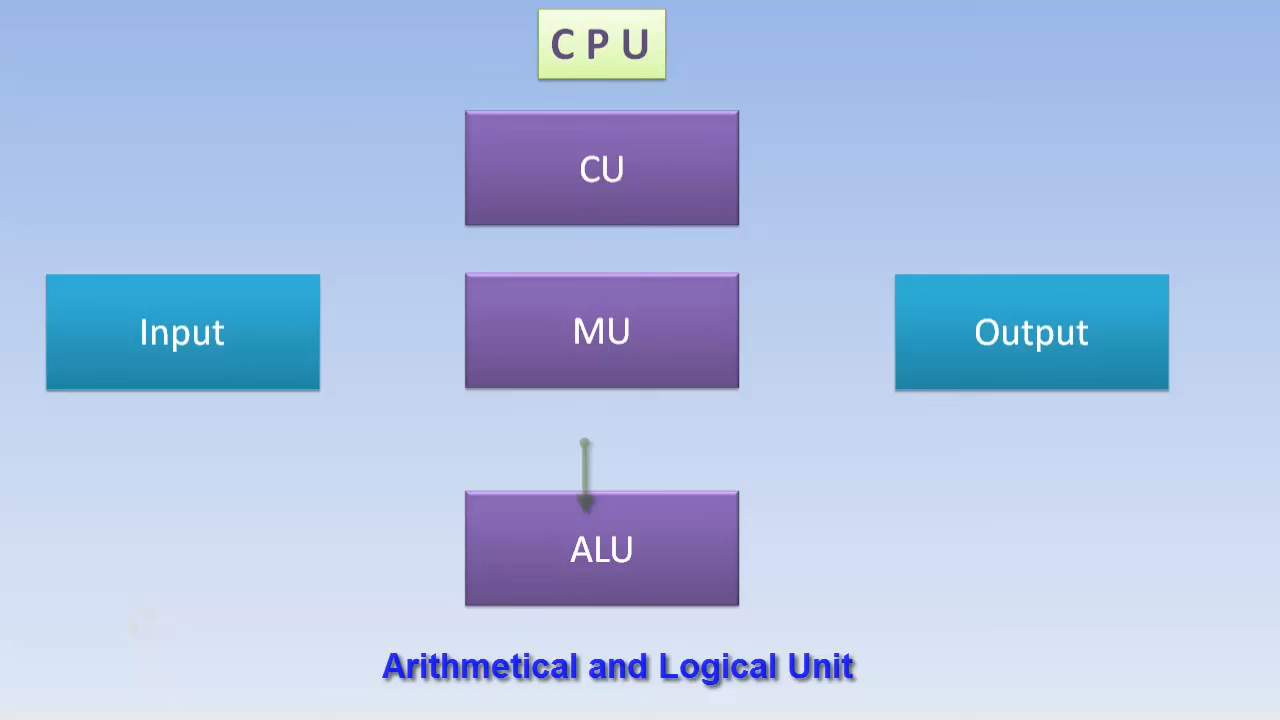 C P U
CU
Input
MU
Output
ALU
Arithmetical and Logical Unit